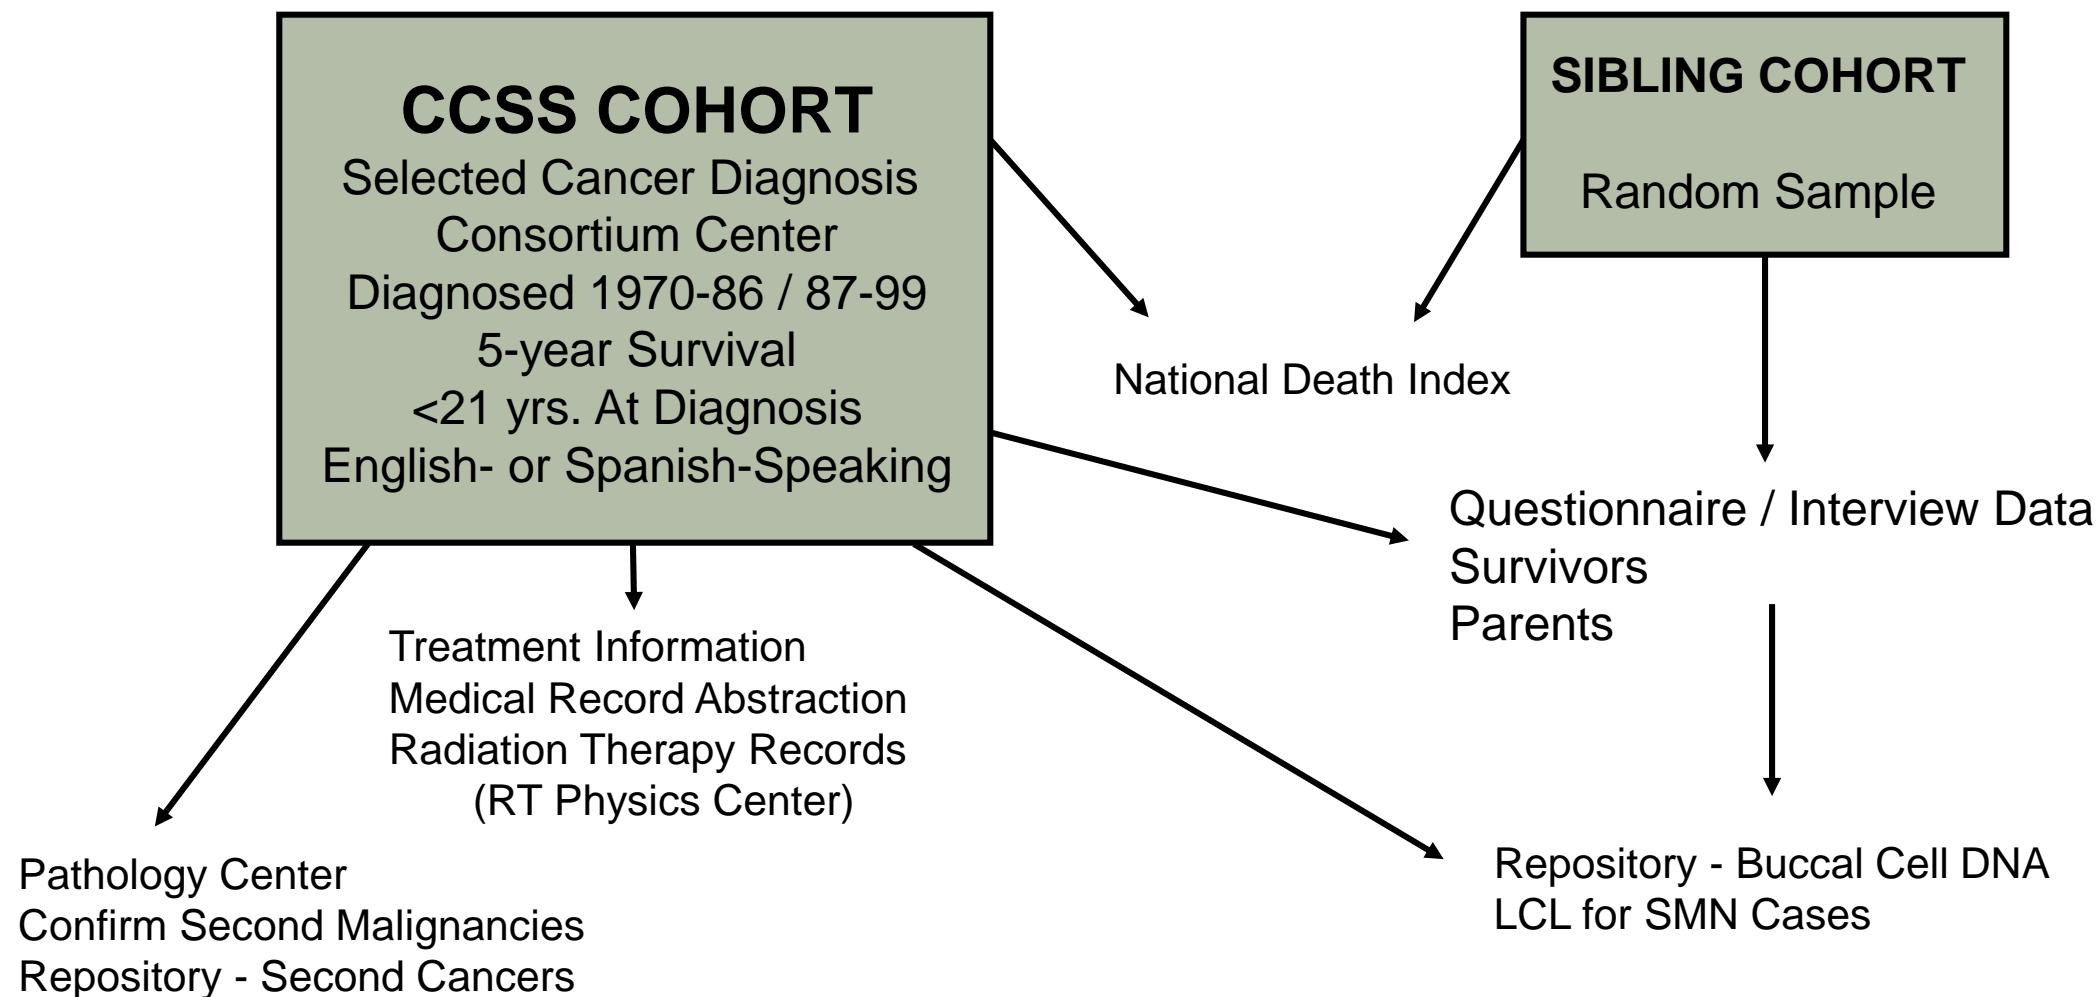 CCSS COHORT
Selected Cancer Diagnosis
Consortium Center
Diagnosed 1970-86 / 87-99
5-year Survival
<21 yrs. At Diagnosis
English- or Spanish-Speaking
SIBLING COHORT
Random Sample
National Death Index
Questionnaire / Interview Data
Survivors
Parents
Treatment Information
Medical Record Abstraction
Radiation Therapy Records
(RT Physics Center)
Pathology Center
Confirm Second Malignancies
Repository - Second Cancers
Repository - Buccal Cell DNA
LCL for SMN Cases